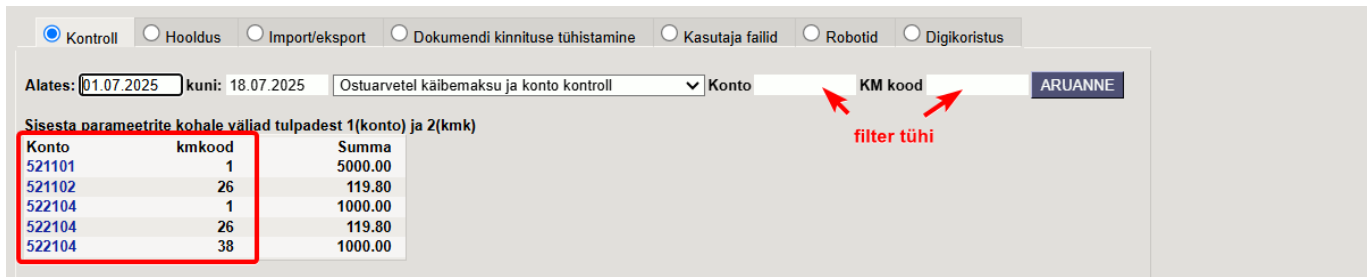 Kontroll Hooldus Import/eksport Dokumendi kinnituse tühistamine Kasutaja failid Robotid Digikoristus
Alates: 01.07.2025 kuni: 18.07.2025 Ostuarvetel käibemaksu ja konto kontroll Konto KM kood ARUANNE
filter tühi
Sisesta parameetrite kohale väljad tulpadest 1(konto) ja 2(kmk)
Konto kmkood Summa
521101 1 5000.00
521102 26 119.80
522104 1 1000.00
522104 26 119.80
522104 38 1000.00